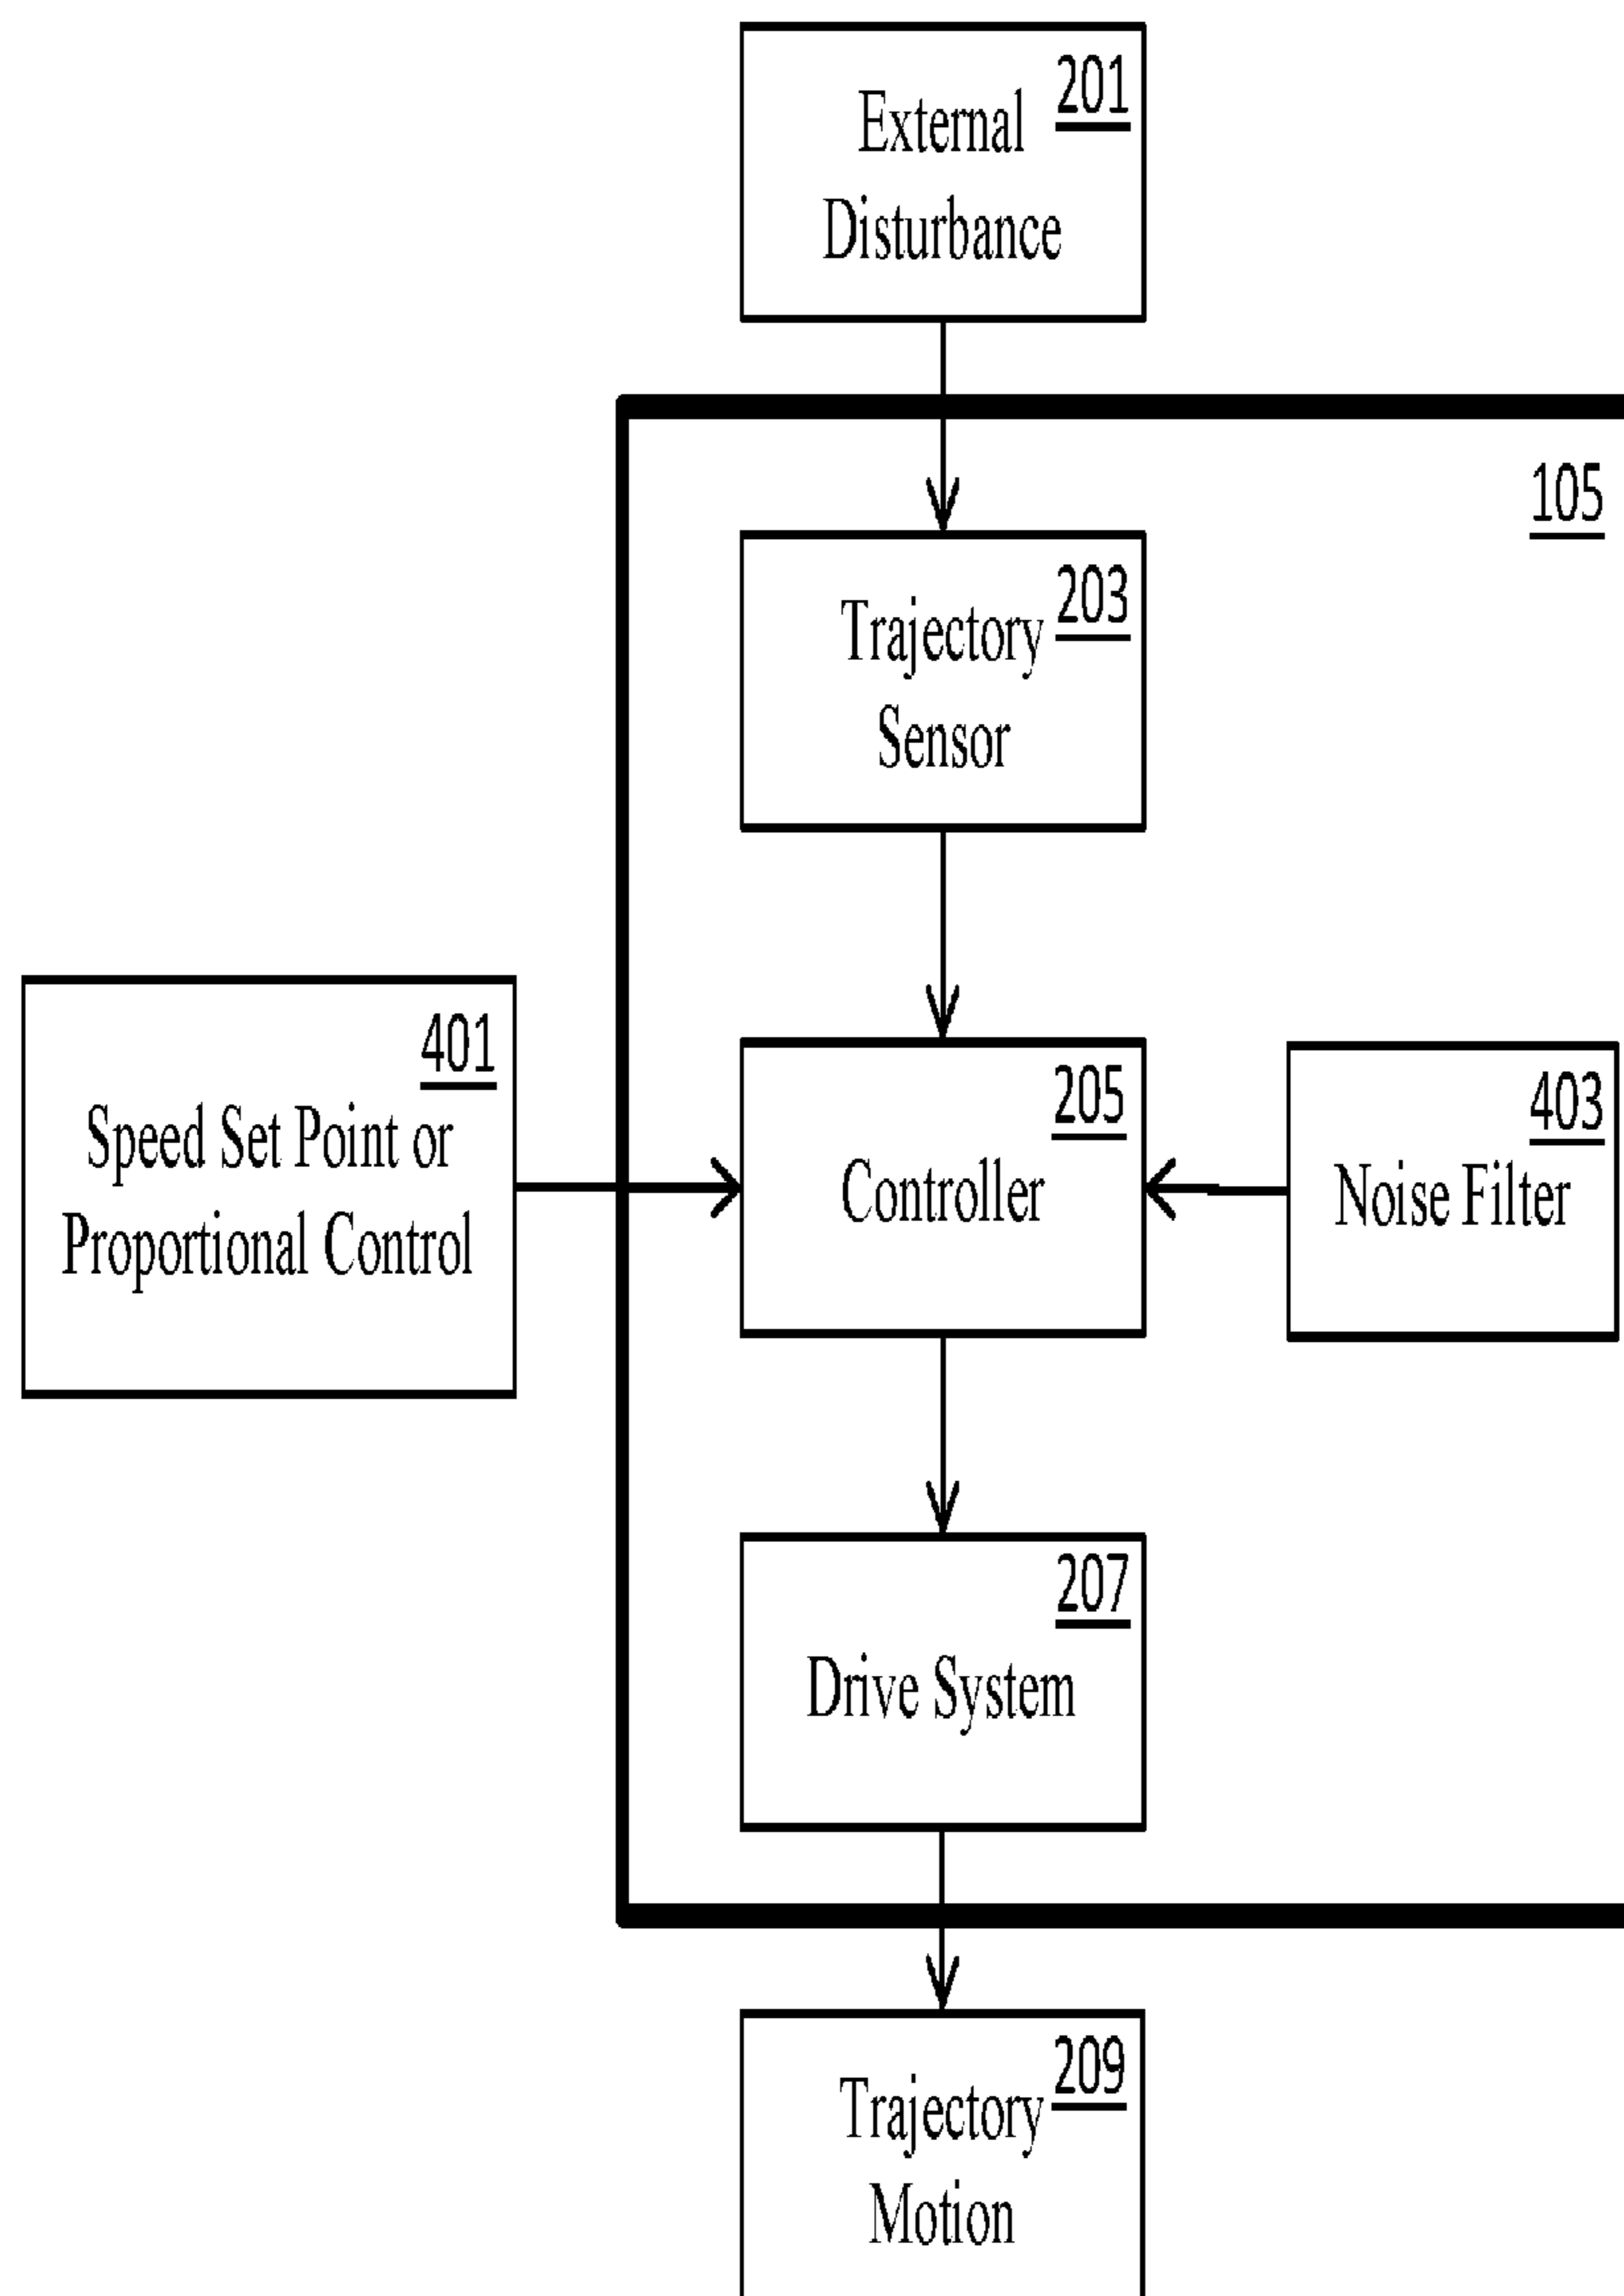 201
External
Disturbance
105
203
Trajectory
Sensor
401
Speed Set Point or
Proportional Control
205
Controller
403
Noise Filter
207
Drive System
209
Trajectory
Motion